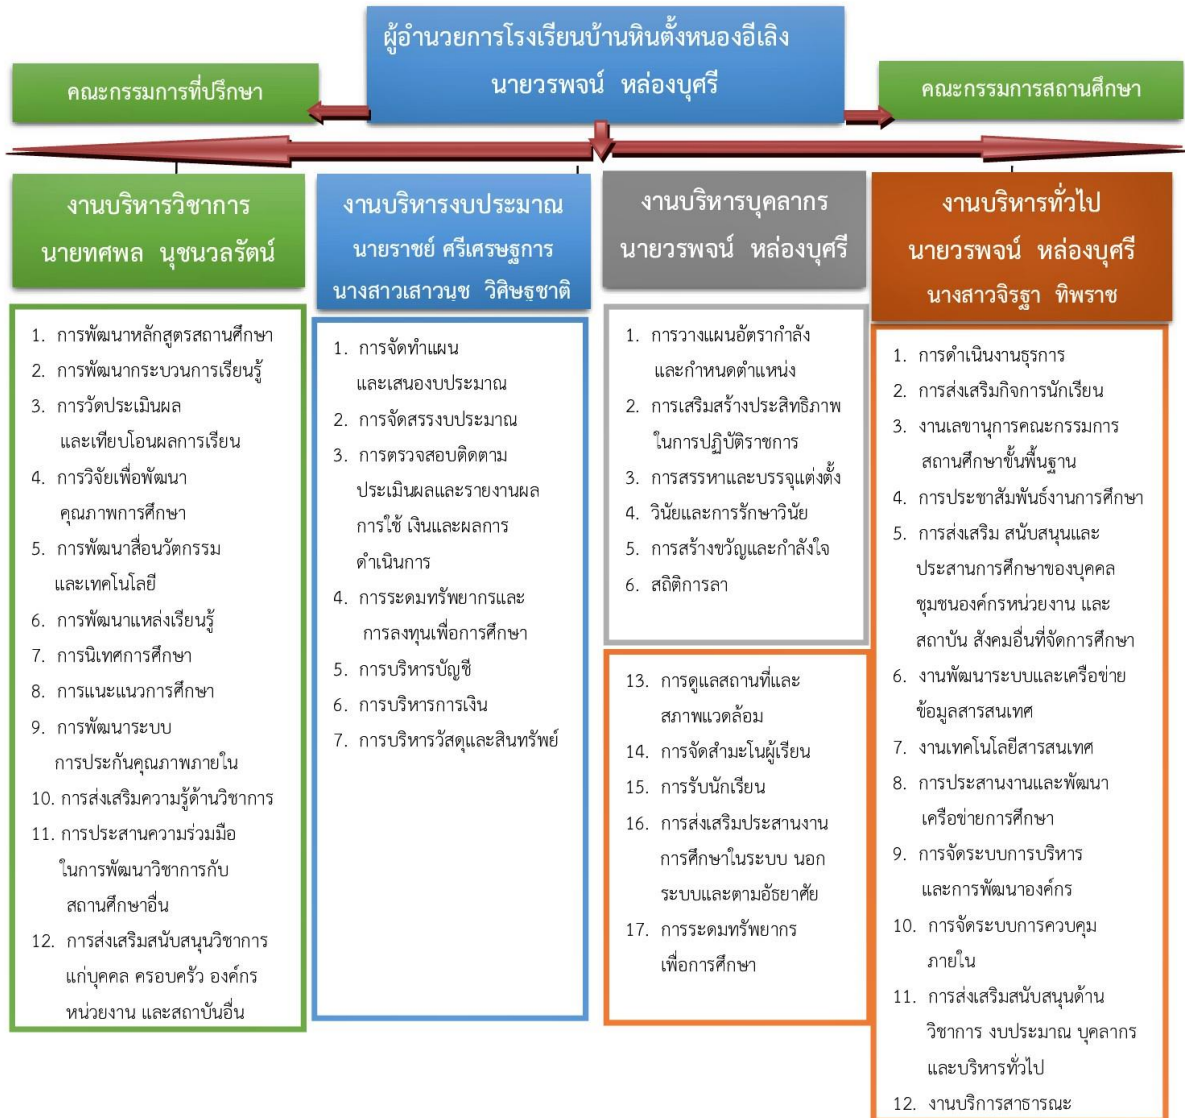 ผู้อำนวยการโรงเรียนบ้านหินตั้งหนองอีเลิง
นายวรพจน์ หล่องบุศรี
คณะกรรมการที่ปรึกษา
คณะกรรมการสถานศึกษา
งานบริหารวิชาการ
นายทศพล นุชนวลรัตน์
1. การพัฒนาหลักสูตรสถานศึกษา
2. การพัฒนากระบวนการเรียนรู้
3. การวัดประเมินผล
และเทียบโอนผลการเรียน
4. การวิจัยเพื่อพัฒนา
คุณภาพการศึกษา
5. การพัฒนาสื่อนวัตกรรม
และเทคโนโลยี
6. การพัฒนาแหล่งเรียนรู้
7. การนิเทศการศึกษา
8. การแนะแนวการศึกษา
9. การพัฒนาระบบ
การประกันคุณภาพภายใน
10. การส่งเสริมความรู้ด้านวิชาการ
11. การประสานความร่วมมือ
ในการพัฒนาวิชาการกับ
สถานศึกษาอื่น
12. การส่งเสริมสนับสนุนวิชาการ
แก่บุคคล ครอบครัว องค์กร
หน่วยงาน และสถาบันอื่น
งานบริหารงบประมาณ
นายราชย์ ศรีเศรษฐการ
นางสาวเสาวนุช วิศิษฐชาติ
1. การจัดทำแผน
และเสนองบประมาณ
2. การจัดสรรงบประมาณ
3. การตรวจสอบติดตาม
ประเมินผลและรายงานผล
การใช้ เงินและผลการ
ดำเนินการ
4. การระดมทรัพยากรและ
การลงทุนเพื่อการศึกษา
5. การบริหารบัญชี
6. การบริหารการเงิน
7. การบริหารวัสดุและสินทรัพย์
งานบริหารบุคลากร
นายวรพจน์ หล่องบุศรี
1. การวางแผนอัตรากำลัง
และกำหนดตำแหน่ง
2. การเสริมสร้างประสิทธิภาพ
ในการปฏิบัติราชการ
3. การสรรหาและบรรจุแต่งตั้ง
4. วินัยและการรักษาวินัย
5. การสร้างขวัญและกำลังใจ
6. สถิติการลา
งานบริหารทั่วไป
นายวรพจน์ หล่องบุศรี
นางสาวจิรฐา ทิพราช
1. การดำเนินงานธุรการ
2. การส่งเสริมกิจการนักเรียน
3. งานเลขานุการคณะกรรมการ
สถานศึกษาขั้นพื้นฐาน
4. การประชาสัมพันธ์งานการศึกษา
5. การส่งเสริม สนับสนุนและ
ประสานการศึกษาของบุคคล
ชุมชนองค์กรหน่วยงาน และ
สถาบัน สังคมอื่นที่จัดการศึกษา
6. งานพัฒนาระบบและเครือข่าย
ข้อมูลสารสนเทศ
7. งานเทคโนโลยีสารสนเทศ
8. การประสานงานและพัฒนา
เครือข่ายการศึกษา
9. การจัดระบบการบริหาร
และการพัฒนาองค์กร
10. การจัดระบบการควบคุม
ภายใน
11. การส่งเสริมสนับสนุนด้าน
วิชาการ งบประมาณ บุคลากร
และบริหารทั่วไป
12. งานบริการสาธารณะ
13. การดูแลสถานที่และ
สภาพแวดล้อม
14. การจัดสำมะโนผู้เรียน
15. การรับนักเรียน
16. การส่งเสริมประสานงาน
การศึกษาในระบบ นอก
ระบบและตามอัธยาศัย
17. การระดมทรัพยากร
เพื่อการศึกษา